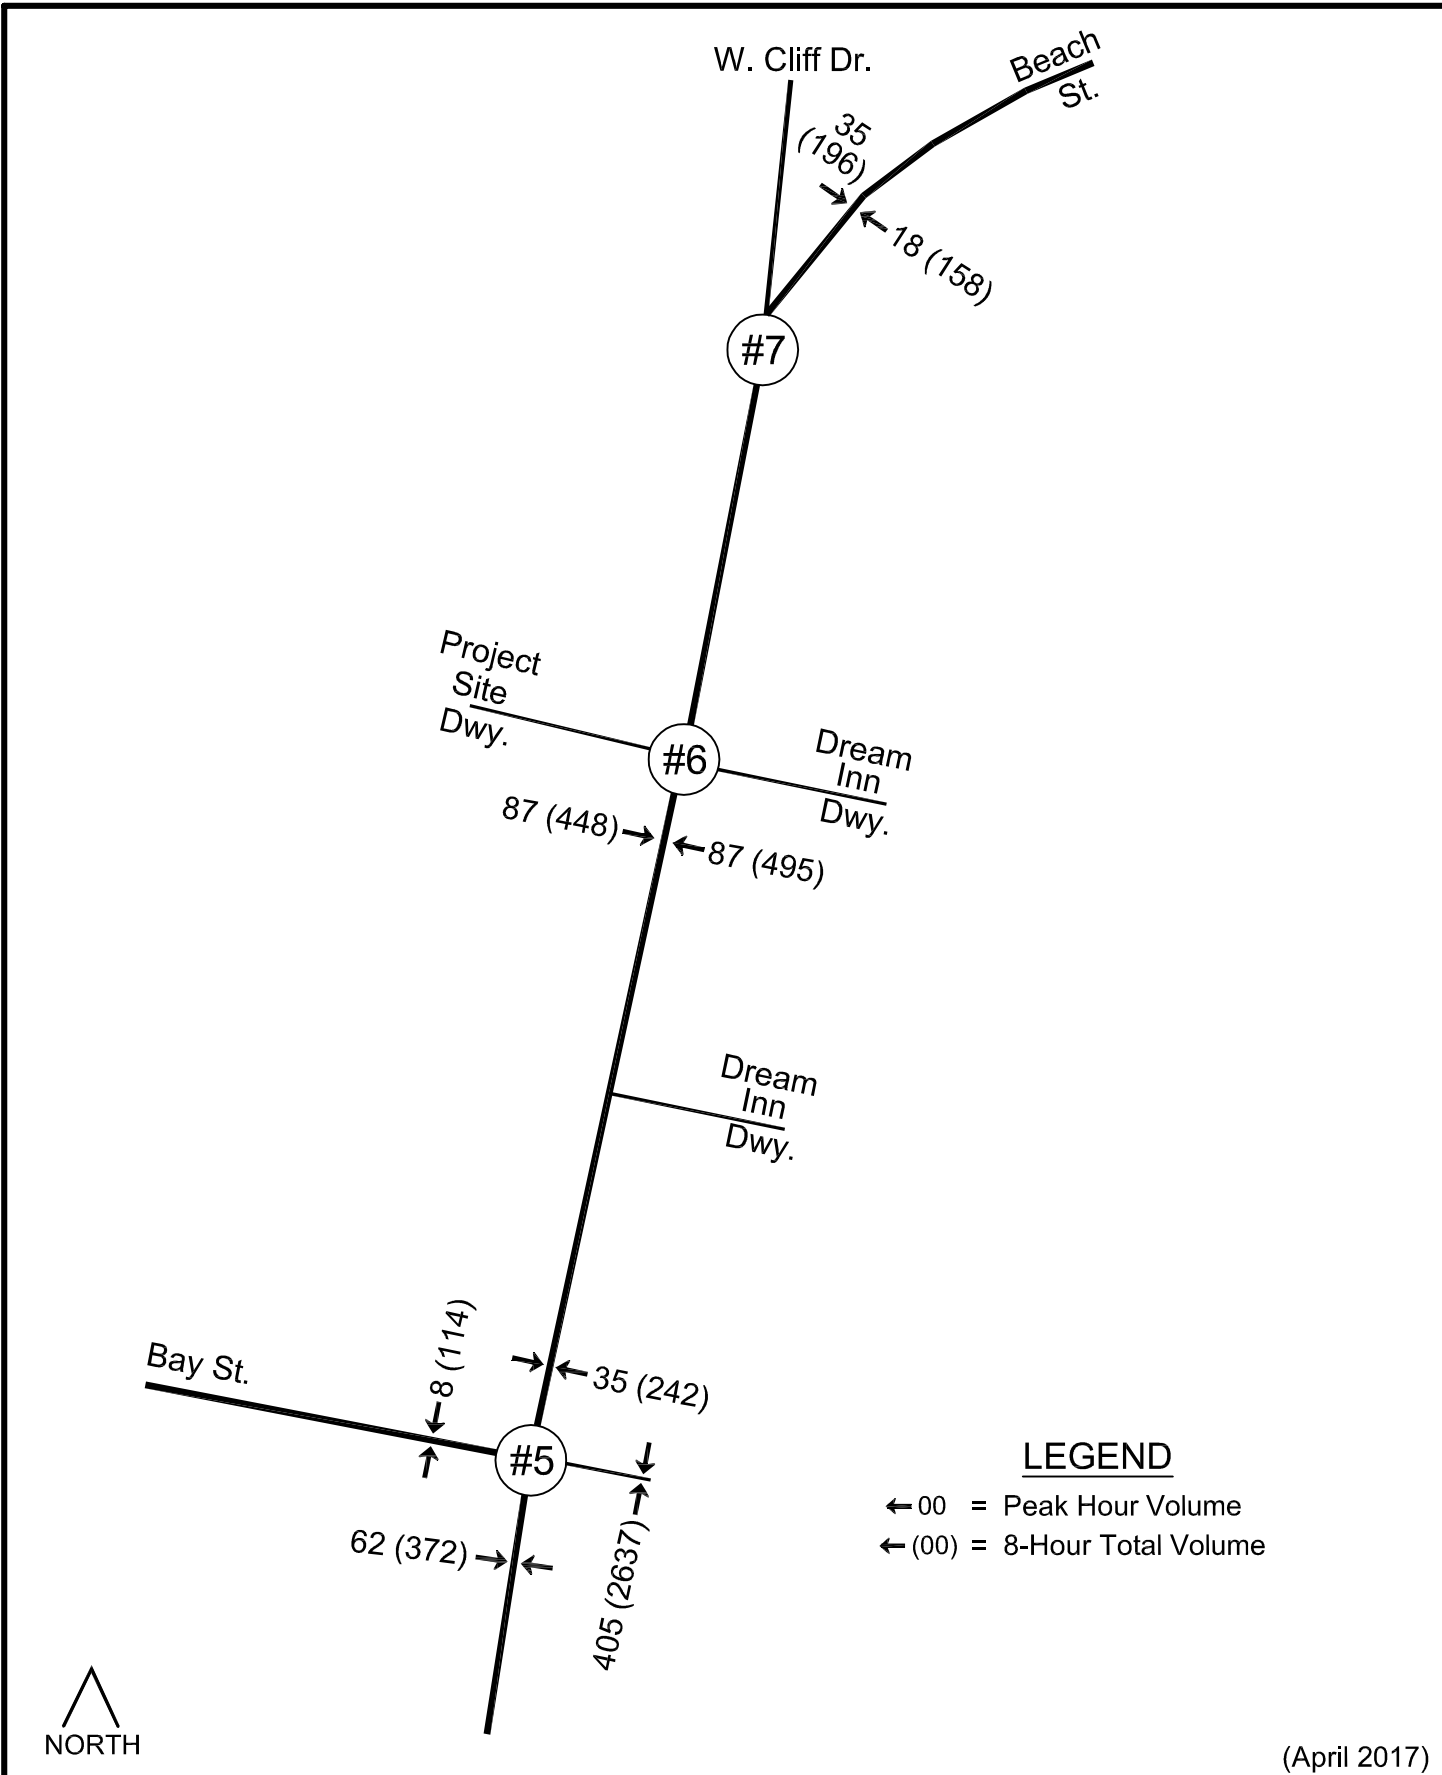 W. Cliff Dr.
Beach
St.
35
(196)
18 (158)
#7
Project
Site
Dwy.
#6
Dream
Inn
Dwy.
87 (448)
87 (495)
Dream
Inn
Dwy.
8 (114)
Bay St.
35 (242)
#5
62 (372)
405 (2637)
LEGEND
00 = Peak Hour Volume
(00) = 8-Hour Total Volume
NORTH
(April 2017)